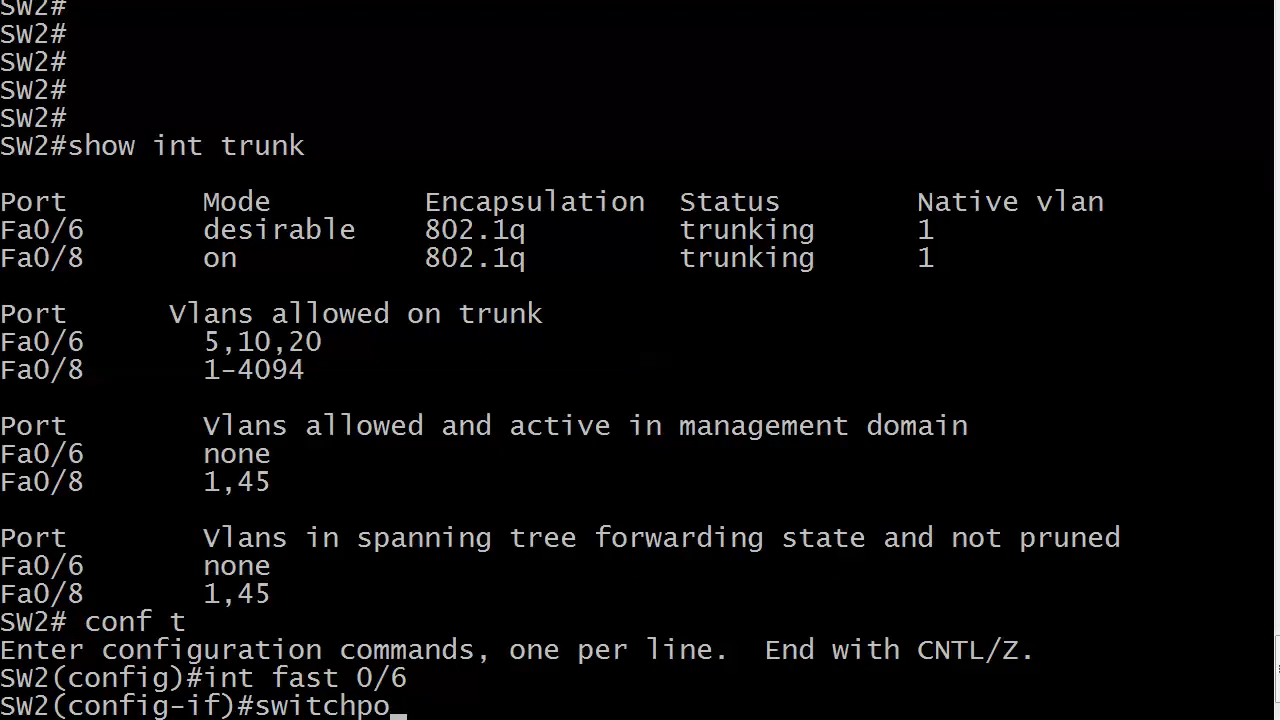 SW2#
SW2#
SW2#
SW2#
SW2#
SW2#show int trunk
Port Mode Encapsulation Status Native vlan
Fa0/6 desirable 802.1q trunking 1
Fa0/8 on 802.1q trunking 1
Port Vlans allowed on trunk
Fa0/6 5,10,20
Fa0/8 1-4094
Port Vlans allowed and active in management domain
Fa0/6 none
Fa0/8 1,45
Port Vlans in spanning tree forwarding state and not pruned
Fa0/6 none
Fa0/8 1,45
SW2# conf t
Enter configuration commands, one per line. End with CNTL/Z.
SW2(config)#int fast 0/6
SW2(config-if)#switchpo